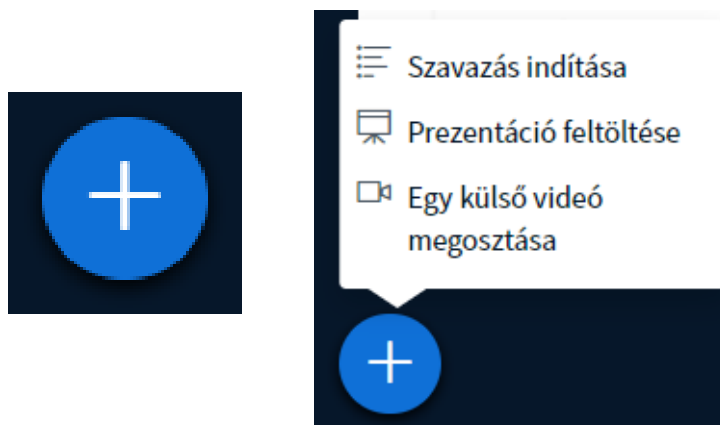 Szavazás indítása
Prezentáció feltöltése
Egy külső videó
megosztása